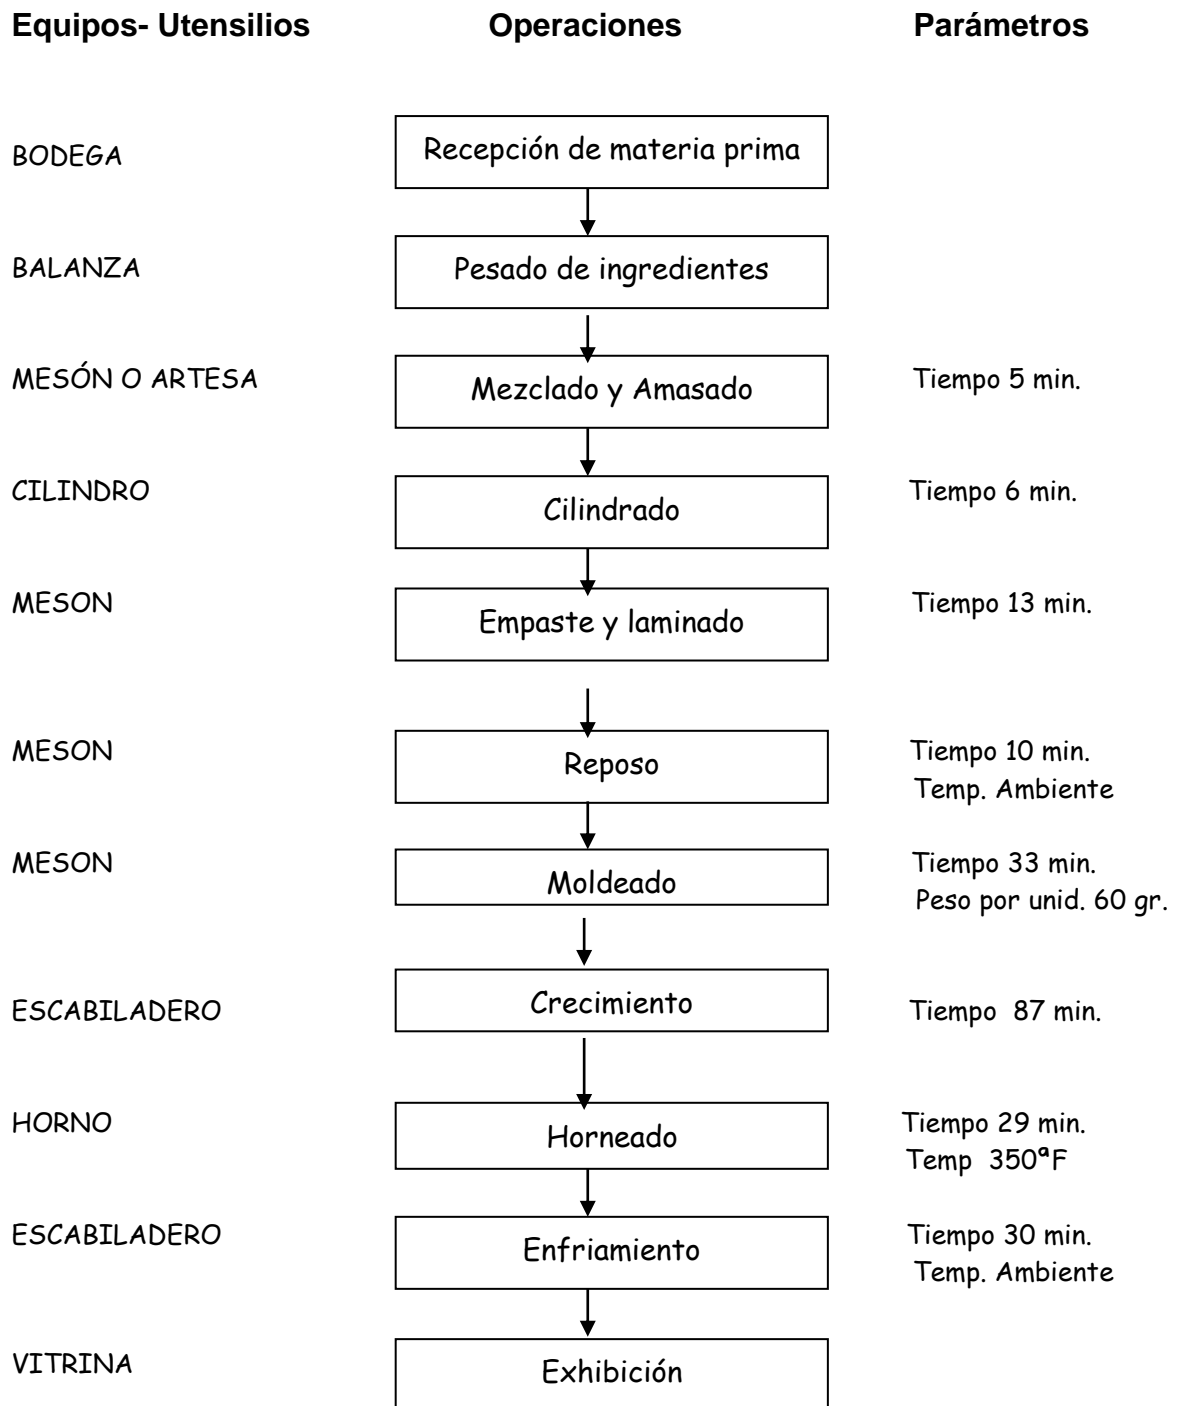 Equipos- Utensilios Operaciones Parámetros
BODEGA Recepción de materia prima
BALANZA Pesado de ingredientes
MESÓN O ARTESA Mezclado y Amasado Tiempo 5 min.
CILINDRO Cilindrado Tiempo 6 min.
MESON Empaste y laminado Tiempo 13 min.
MESON Reposo Tiempo 10 min.
Temp. Ambiente
MESON Moldeado Tiempo 33 min.
Peso por unid. 60 gr.
ESCABILADERO Crecimiento Tiempo 87 min.
HORNO Horneado Tiempo 29 min.
Temp 350ªF
ESCABILADERO Enfriamiento Tiempo 30 min.
Temp. Ambiente
VITRINA Exhibición